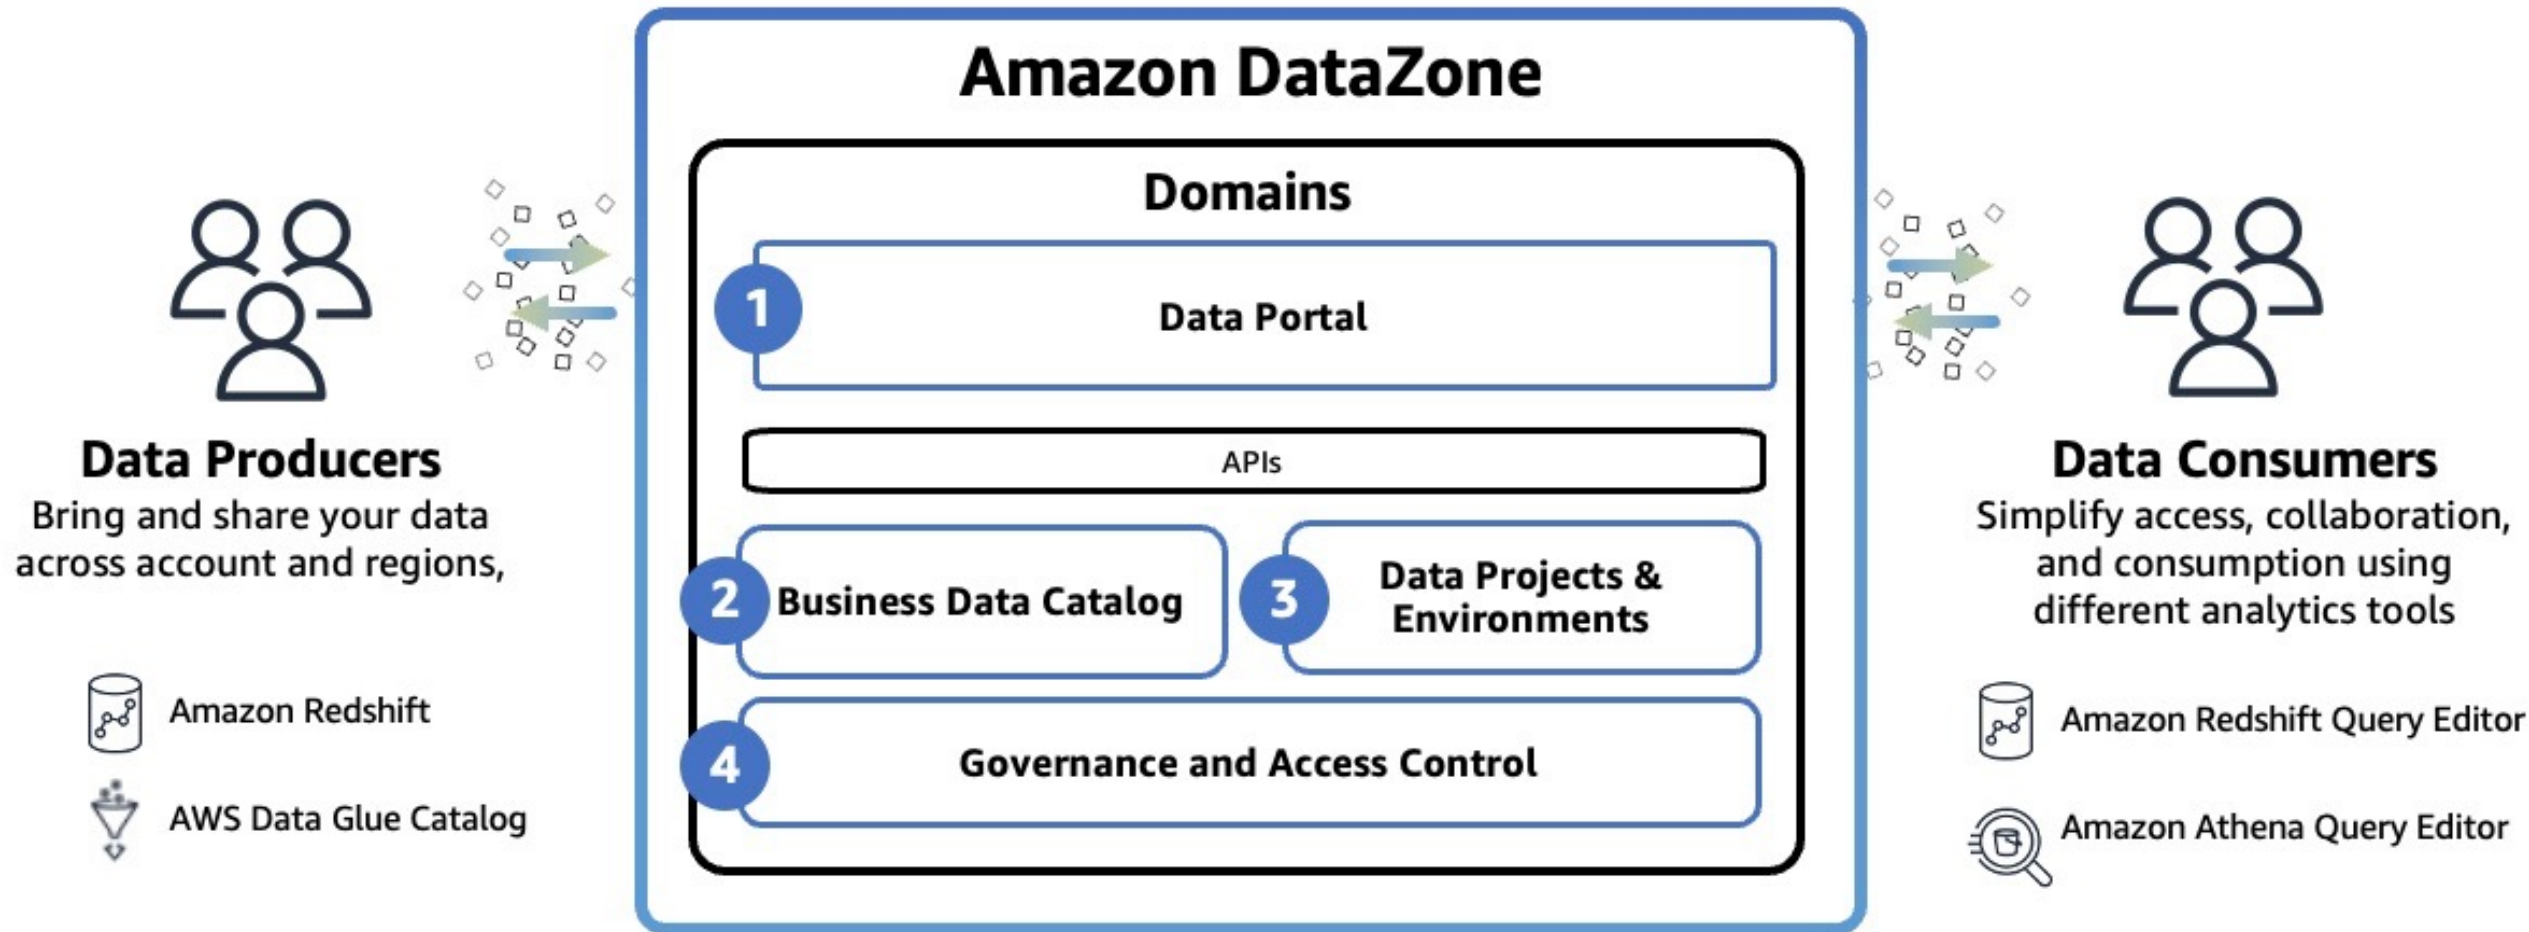 Amazon DataZone
Domains
1
Data Portal
APIs
2
Business Data Catalog
3
Data Projects &
Environments
4
Governance and Access Control
Data Producers
Bring and share your data
across account and regions,
Amazon Redshift
AWS Data Glue Catalog
Data Consumers
Simplify access, collaboration,
and consumption using
different analytics tools
Amazon Redshift Query Editor
Amazon Athena Query Editor